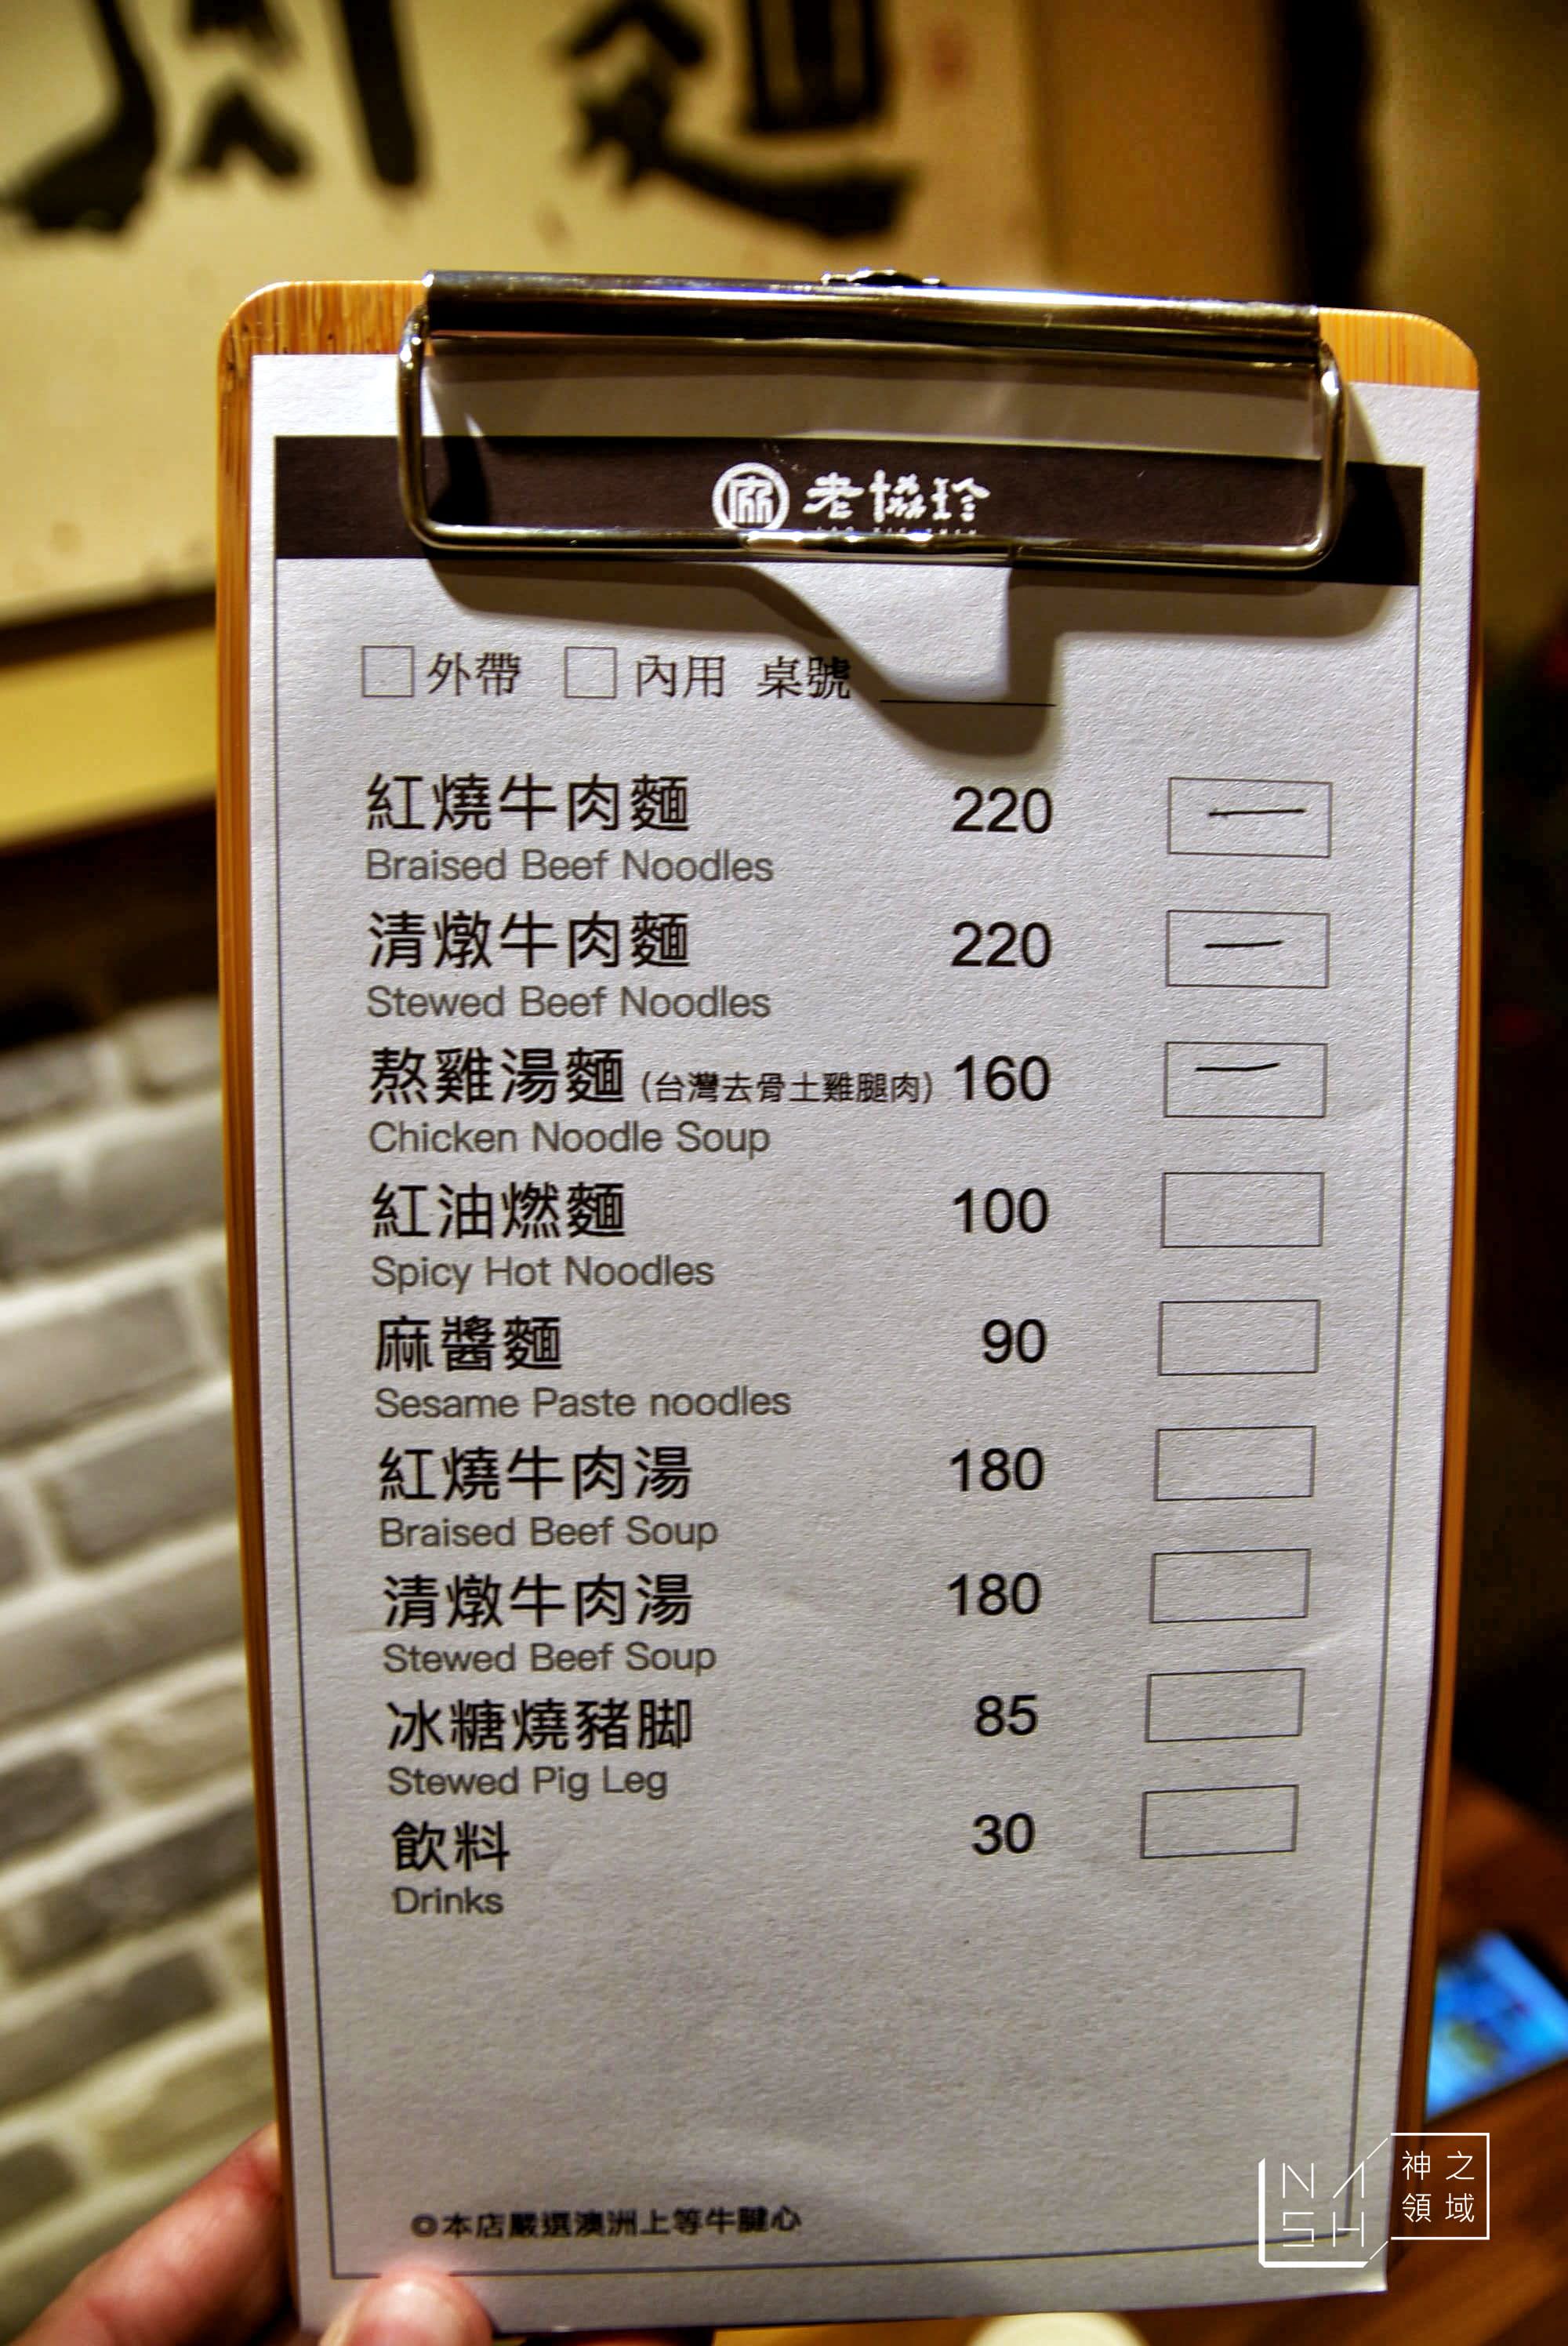 麵
協 老協珍
外帶 內用 桌號
紅燒牛肉麵 220 一
Braised Beef Noodles
清燉牛肉麵 220 一
Stewed Beef Noodles
熬雞湯麵 (台灣去骨土雞腿肉) 160 一
Chicken Noodle Soup
紅油燃麵 100
Spicy Hot Noodles
麻醬麵 90
Sesame Paste noodles
紅燒牛肉湯 180
Braised Beef Soup
清燉牛肉湯 180
Stewed Beef Soup
冰糖燒豬腳 85
Stewed Pig Leg
飲料 30
Drinks
◎本店嚴選澳洲上等牛腱心
NASH
神之
領域